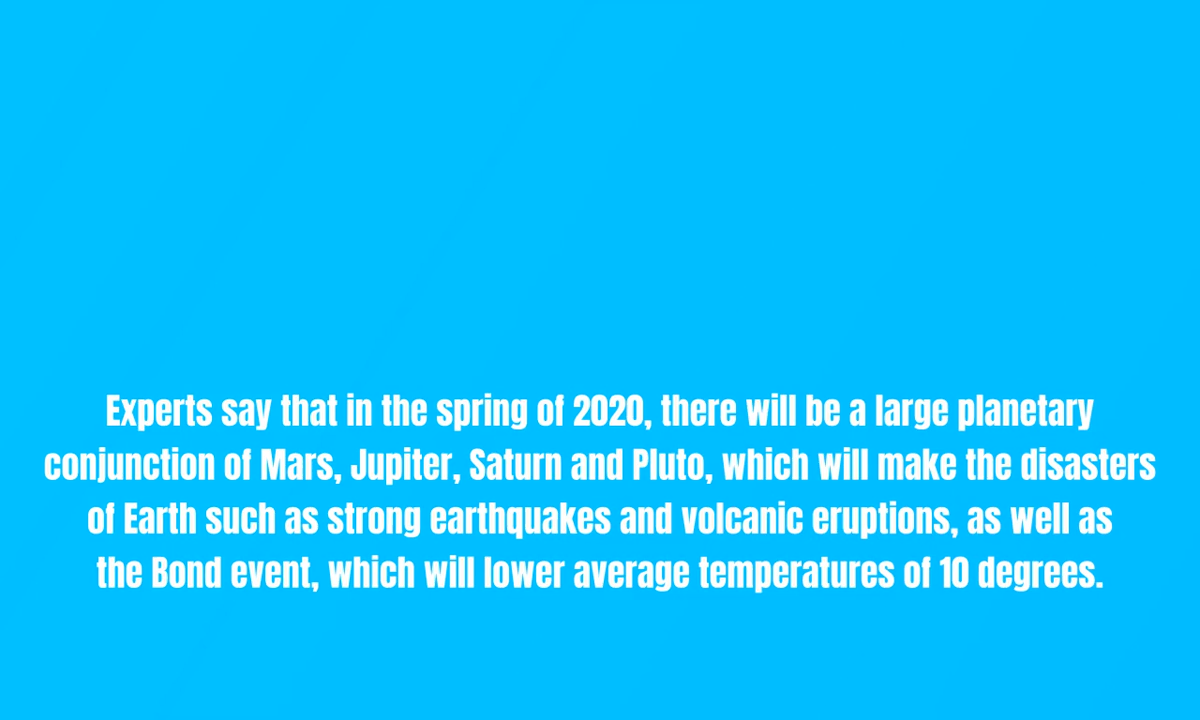 Experts say that in the spring of 2020, there will be a large planetary
conjunction of Mars, Jupiter, Saturn and Pluto, which will make the disasters
of Earth such as strong earthquakes and volcanic eruptions, as well as
the Bond event, which will lower average temperatures of 10 degrees.